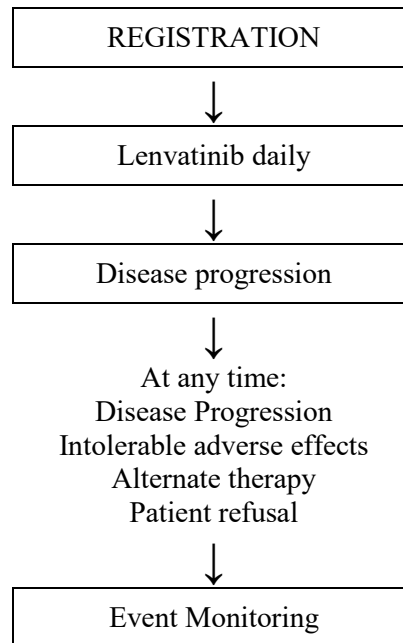 REGISTRATION
Lenvatinib daily
Disease progression
At any time:
Disease Progression
Intolerable adverse effects
Alternate therapy
Patient refusal
Event Monitoring